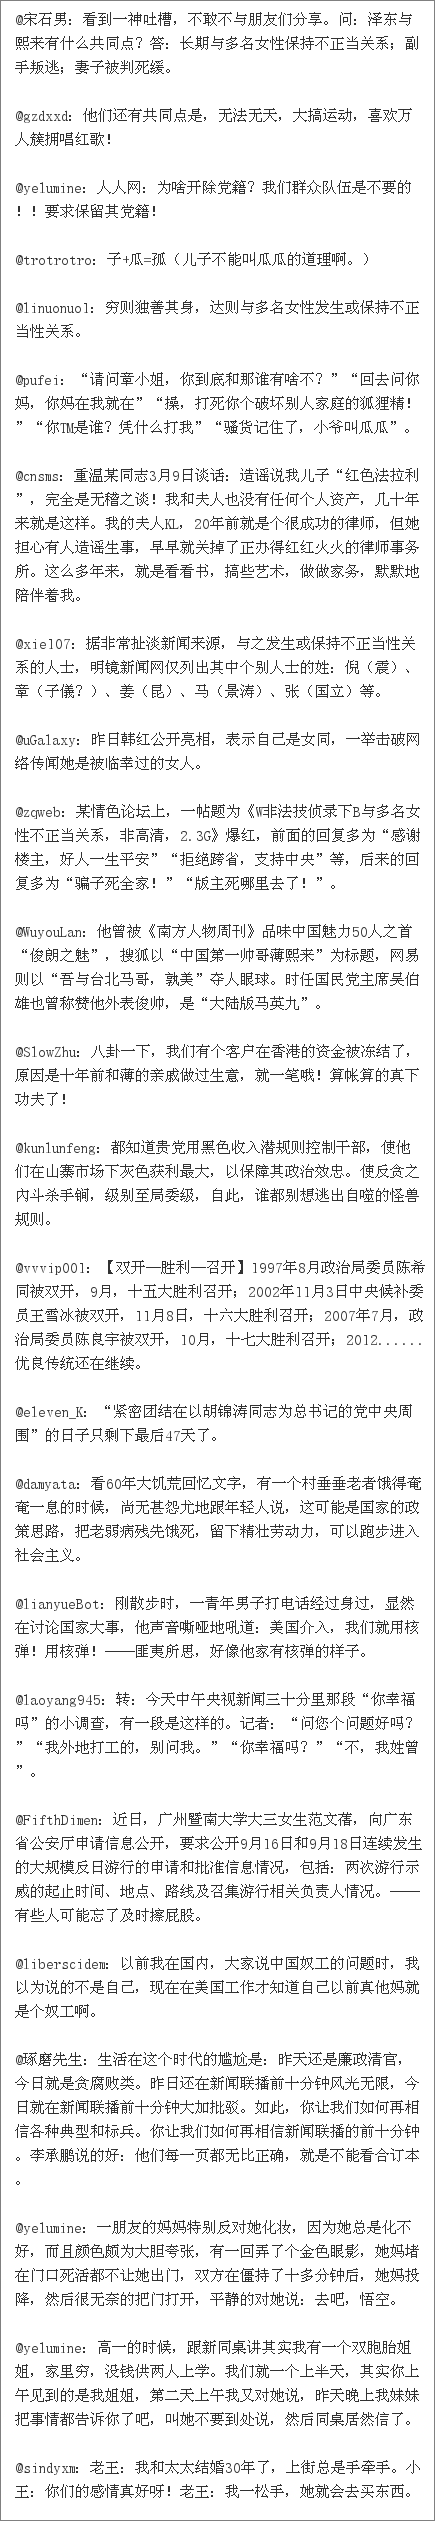 @宋石男：看到一神吐槽，不敢不与朋友们分享。问：泽东与
熙来有什么共同点？答：长期与多名女性保持不正当关系；副
手叛逃；妻子被判死缓。
@gzdxxd：他们还有共同点是，无法无天，大搞运动，喜欢万
人簇拥唱红歌！
@yelumine：人人网：为啥开除党籍？我们群众队伍是不要的
！！要求保留其党籍！
@trotrotro：子+瓜=孤（儿子不能叫瓜瓜的道理啊。）
@linuonuo1：穷则独善其身，达则与多名女性发生或保持不正
当性关系。
@pufei：“请问章小姐，你到底和那谁有啥不？”“回去问你
妈，你妈在我就在”“操，打死你个破坏别人家庭的狐狸精！
”“你TM是谁？凭什么打我”“骚货记住了，小爷叫瓜瓜”。
@cnsms：重温某同志3月9日谈话：造谣说我儿子“红色法拉利
”，完全是无稽之谈！我和夫人也没有任何个人资产，几十年
来就是这样。我的夫人KL，20年前就是个很成功的律师，但她
担心有人造谣生事，早早就关掉了正办得红红火火的律师事务
所。这么多年来，就是看看书，搞些艺术，做做家务，默默地
陪伴着我。
@xie107：据非常扯淡新闻来源，与之发生或保持不正当性关
系的人士，明镜新闻网仅列出其中个别人士的姓：倪（震）、
章（子儀？）、姜（昆）、马（景涛）、张（国立）等。
@uGalaxy：昨日韩红公开亮相，表示自己是女同，一举击破网
络传闻她是被临幸过的女人。
@zqweb：某情色论坛上，一帖题为《W非法技侦录下B与多名女
性不正当关系，非高清，2.3G》爆红，前面的回复多为“感谢
楼主，好人一生平安”“拒绝跨省，支持中央”等，后来的回
复多为“骗子死全家！”“版主死哪里去了！”。
@WuyouLan：他曾被《南方人物周刊》品味中国魅力50人之首
“俊朗之魅”，搜狐以“中国第一帅哥薄熙来”为标题，网易
则以“吾与台北马哥，孰美”夺人眼球。时任国民党主席吴伯
雄也曾称赞他外表俊帅，是“大陆版马英九”。
@SlowZhu：八卦一下，我们有个客户在香港的资金被冻结了，
原因是十年前和薄的亲戚做过生意，就一笔哦！算帐算的真下
功夫了！
@kunlunfeng：都知道贵党用黑色收入潜规则控制干部，使他
们在山寨市场下灰色获利最大，以保障其政治效忠。使反贪之
内斗杀手锏，级别至局委级，自此，谁都别想逃出自噬的怪兽
规则。
@vvvip001：【双开—胜利—召开】1997年8月政治局委员陈希
同被双开，9月，十五大胜利召开；2002年11月3日中央候补委
员王雪冰被双开，11月8日，十六大胜利召开；2007年7月，政
治局委员陈良宇被双开，10月，十七大胜利召开；2012......
优良传统还在继续。
@eleven_K：“紧密团结在以胡锦涛同志为总书记的党中央周
围”的日子只剩下最后47天了。
@damyata：看60年大饥荒回忆文字，有一个村垂垂老者饿得奄
奄一息的时候，尚无甚怨尤地跟年轻人说，这可能是国家的政
策思路，把老弱病残先饿死，留下精壮劳动力，可以跑步进入
社会主义。
@lianyueBot：刚散步时，一青年男子打电话经过身过，显然
在讨论国家大事，他声音嘶哑地吼道：美国介入，我们就用核
弹！用核弹！——匪夷所思，好像他家有核弹的样子。
@laoyang945：转：今天中午央视新闻三十分里那段“你幸福
吗”的小调查，有一段是这样的。记者：“问您个问题好吗？
”“我外地打工的，别问我。”“你幸福吗？”“不，我姓曾
”。
@FifthDimen：近日，广州暨南大学大三女生范文蓓，向广东
省公安厅申请信息公开，要求公开9月16日和9月18日连续发生
的大规模反日游行的申请和批准信息情况，包括：两次游行示
威的起止时间、地点、路线及召集游行相关负责人情况。——
有些人可能忘了及时擦屁股。
@liberscidem：以前我在国内，大家说中国奴工的问题时，我
以为说的不是自己，现在在美国工作才知道自己以前真他妈就
是个奴工啊。
@琢磨先生：生活在这个时代的尴尬是：昨天还是廉政清官，
今日就是贪腐败类。昨日还在新闻联播前十分钟风光无限，今
日就在新闻联播前十分钟大加批驳。如此，你让我们如何再相
信各种典型和标兵。你让我们如何再相信新闻联播的前十分钟
。李承鹏说的好：他们每一页都无比正确，就是不能看合订本
。
@yelumine：一朋友的妈妈特别反对她化妆，因为她总是化不
好，而且颜色颇为大胆夸张，有一回弄了个金色眼影，她妈堵
在门口死活都不让她出门，双方在僵持了十多分钟后，她妈投
降，然后很无奈的把门打开，平静的对她说：去吧，悟空。
@yelumine：高一的时候，跟新同桌讲其实我有一个双胞胎姐
姐，家里穷，没钱供两人上学。我们就一个上半天，其实你上
午见到的是我姐姐，第二天上午我又对她说，昨天晚上我妹妹
把事情都告诉你了吧，叫她不要到处说，然后同桌居然信了。
@sindyxm：老王：我和太太结婚30年了，上街总是手牵手。小
王：你们的感情真好呀！老王：我一松手，她就会去买东西。